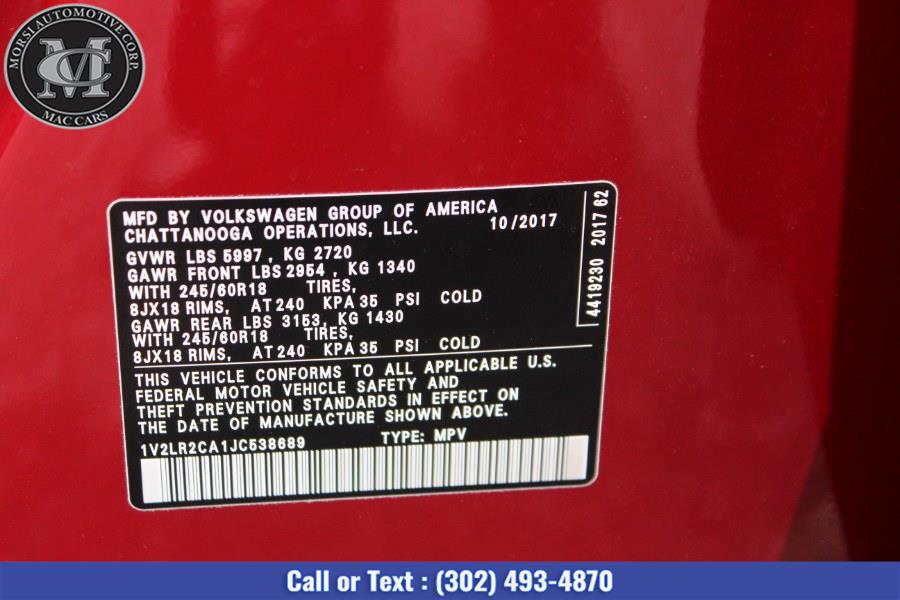 MORSI AUTOMOTIVE CORP.
MC
MAC CARS
MFD BY VOLKSWAGEN GROUP OF AMERICA
CHATTANOOGA OPERATIONS, LLC. 10/2017
GVWR LBS 5997 , KG 2720
GAWR FRONT LBS 2954 , KG 1340
WITH 245/60R18 TIRES,
8JX18 RIMS, AT 240 KPA 35 PSI COLD
GAWR REAR LBS 3153, KG 1430
WITH 245/60R18 TIRES,
8JX18 RIMS, AT 240 KPA 35 PSI COLD
THIS VEHICLE CONFORMS TO ALL APPLICABLE U.S.
FEDERAL MOTOR VEHICLE SAFETY AND
THEFT PREVENTION STANDARDS IN EFFECT ON
THE DATE OF MANUFACTURE SHOWN ABOVE.
1V2LR2CA1JC538689 TYPE: MPV
4419230 2017 62
Call or Text : (302) 493-4870